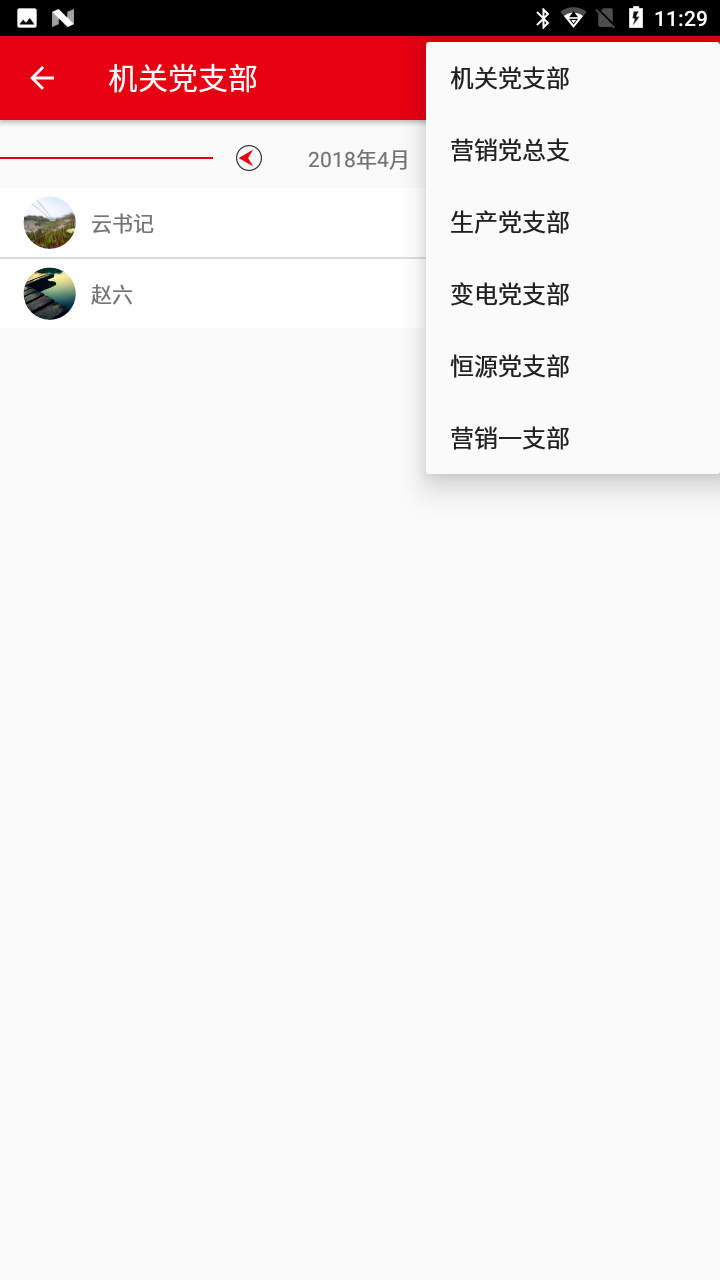 11:29
机关党支部
2018年4月
云书记
赵六
机关党支部
营销党总支
生产党支部
变电党支部
恒源党支部
营销一支部